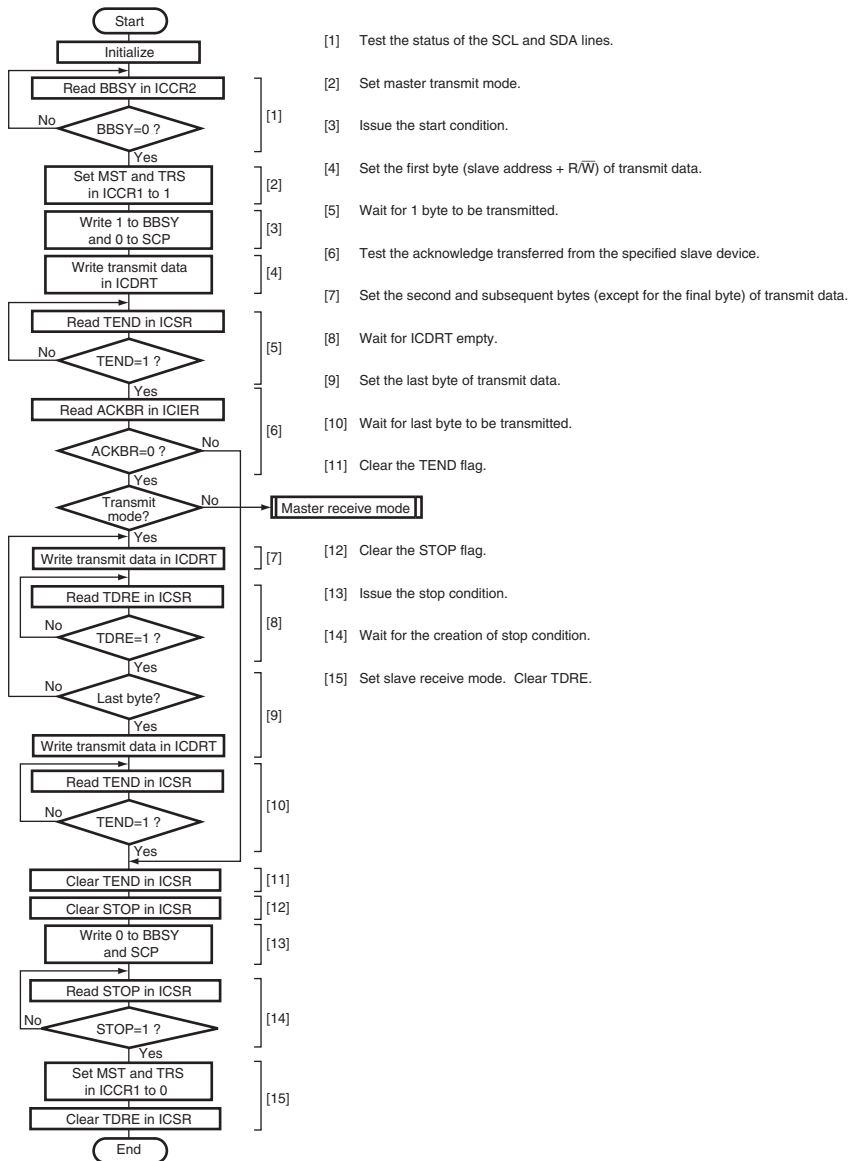 Start
Initialize
Read BBSY in ICCR2
No
BBSY=0 ?
[1]
Yes
Set MST and TRS
in ICCR1 to 1
[2]
Write 1 to BBSY
and 0 to SCP
[3]
Write transmit data
in ICDRT
[4]
Read TEND in ICSR
No
TEND=1 ?
[5]
Yes
Read ACKBR in ICIER
No
ACKBR=0 ?
[6]
Yes
Transmit
mode?
No
Master receive mode
Yes
Write transmit data in ICDRT
[7]
Read TDRE in ICSR
No
TDRE=1 ?
[8]
Yes
No
Last byte?
[9]
Yes
Write transmit data in ICDRT
Read TEND in ICSR
No
TEND=1 ?
[10]
Yes
Clear TEND in ICSR
[11]
Clear STOP in ICSR
[12]
Write 0 to BBSY
and SCP
[13]
Read STOP in ICSR
No
STOP=1 ?
[14]
Yes
Set MST and TRS
in ICCR1 to 0
[15]
Clear TDRE in ICSR
End
[1] Test the status of the SCL and SDA lines.
[2] Set master transmit mode.
[3] Issue the start condition.
[4] Set the first byte (slave address + R/W̅) of transmit data.
[5] Wait for 1 byte to be transmitted.
[6] Test the acknowledge transferred from the specified slave device.
[7] Set the second and subsequent bytes (except for the final byte) of transmit data.
[8] Wait for ICDRT empty.
[9] Set the last byte of transmit data.
[10] Wait for last byte to be transmitted.
[11] Clear the TEND flag.
[12] Clear the STOP flag.
[13] Issue the stop condition.
[14] Wait for the creation of stop condition.
[15] Set slave receive mode. Clear TDRE.